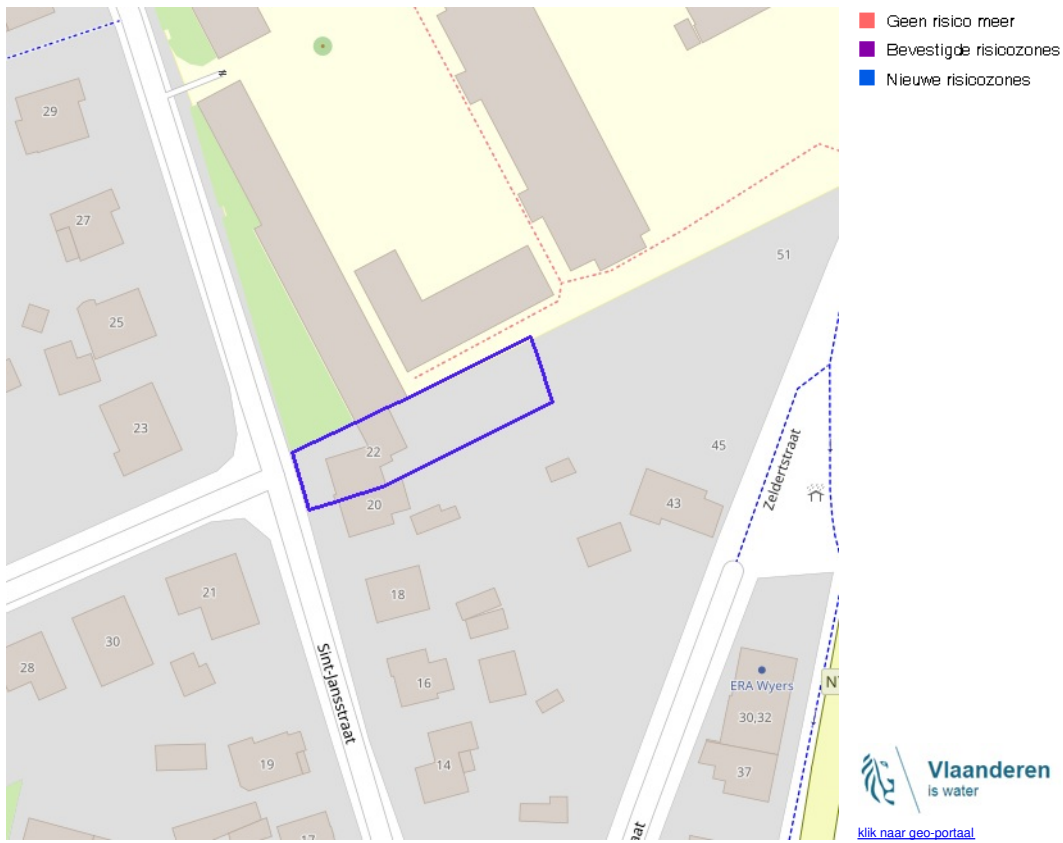 Geen risico meer
Bevestigde risicozones
Nieuwe risicozones
29
27
25
23
51
45
43
22
20
18
16
14
21
30
28
19
17
Sint-Jansstraat
Zeldertstraat
ERA Wyers
30,32
37
aat
Vlaanderen
is water
klik naar geo-portaal